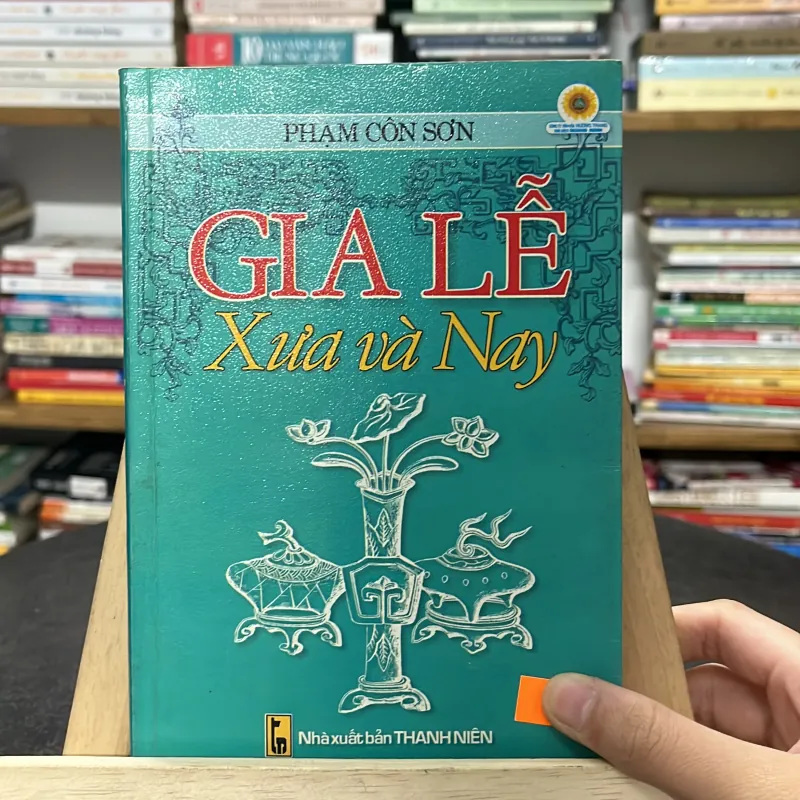 PHẠM CÔN SƠN
GIA LỄ
Xưa và Nay
Nhà xuất bản THANH NIÊN